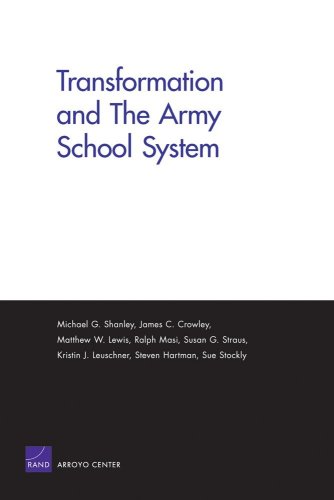 Transformation
and The Army
School System
Michael G. Shanley, James C. Crowley,
Matthew W. Lewis, Ralph Masi, Susan G. Straus,
Kristin J. Leuschner, Steven Hartman, Sue Stockly
RAND
ARROYO CENTER